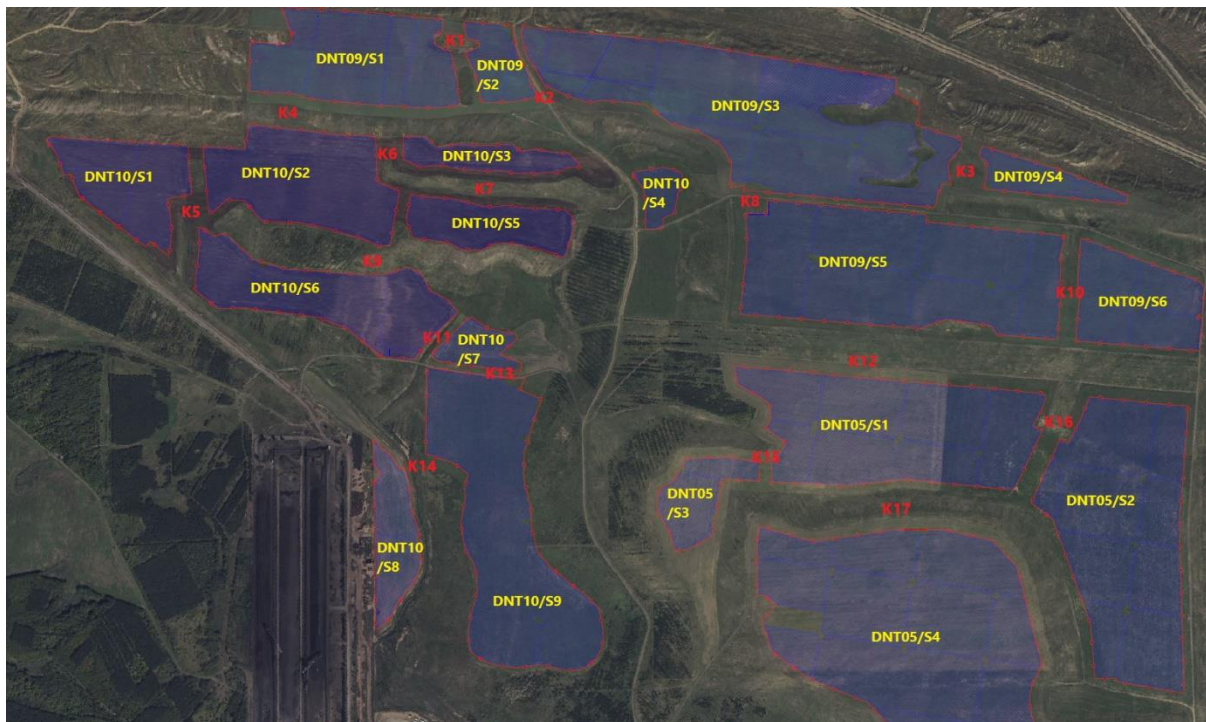 K1
DNT09/S1
DNT09
/S2
K2
DNT09/S3
K4
K6
DNT10/S3
DNT10/S1
DNT10/S2
K7
DNT10
/S4
K8
K3
DNT09/S4
K5
DNT10/S5
K9
DNT09/S5
DNT10/S6
K10
DNT09/S6
K11
DNT10
/S7
K13
K12
DNT05/S1
K16
K14
K15
DNT05
/S3
DNT05/S2
K17
DNT10
/S8
DNT10/S9
DNT05/S4